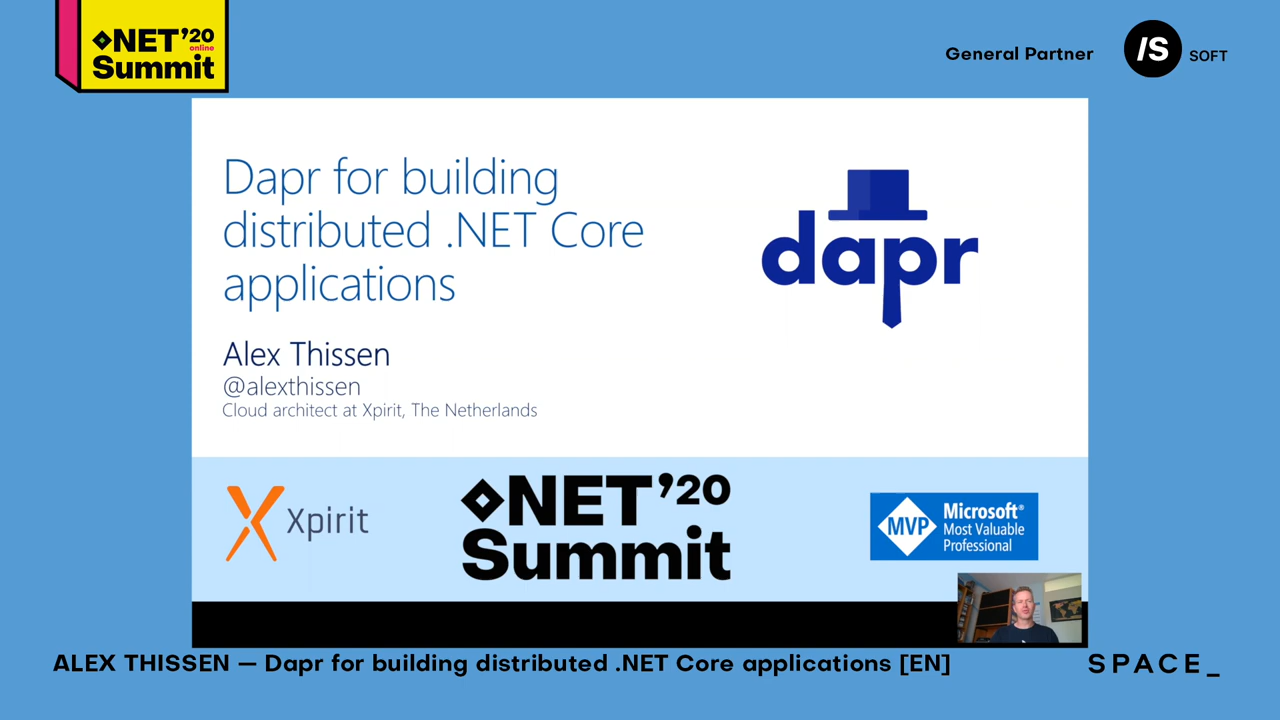 NET'20
online
Summit
General Partner
/S
SOFT
Dapr for building
distributed .NET Core
applications
dapr
Alex Thissen
@alexthissen
Cloud architect at Xpirit, The Netherlands
Xpirit
NET'20
Summit
MVP
Microsoft®
Most Valuable
Professional
ALEX THISSEN — Dapr for building distributed .NET Core applications [EN]
SPACE_